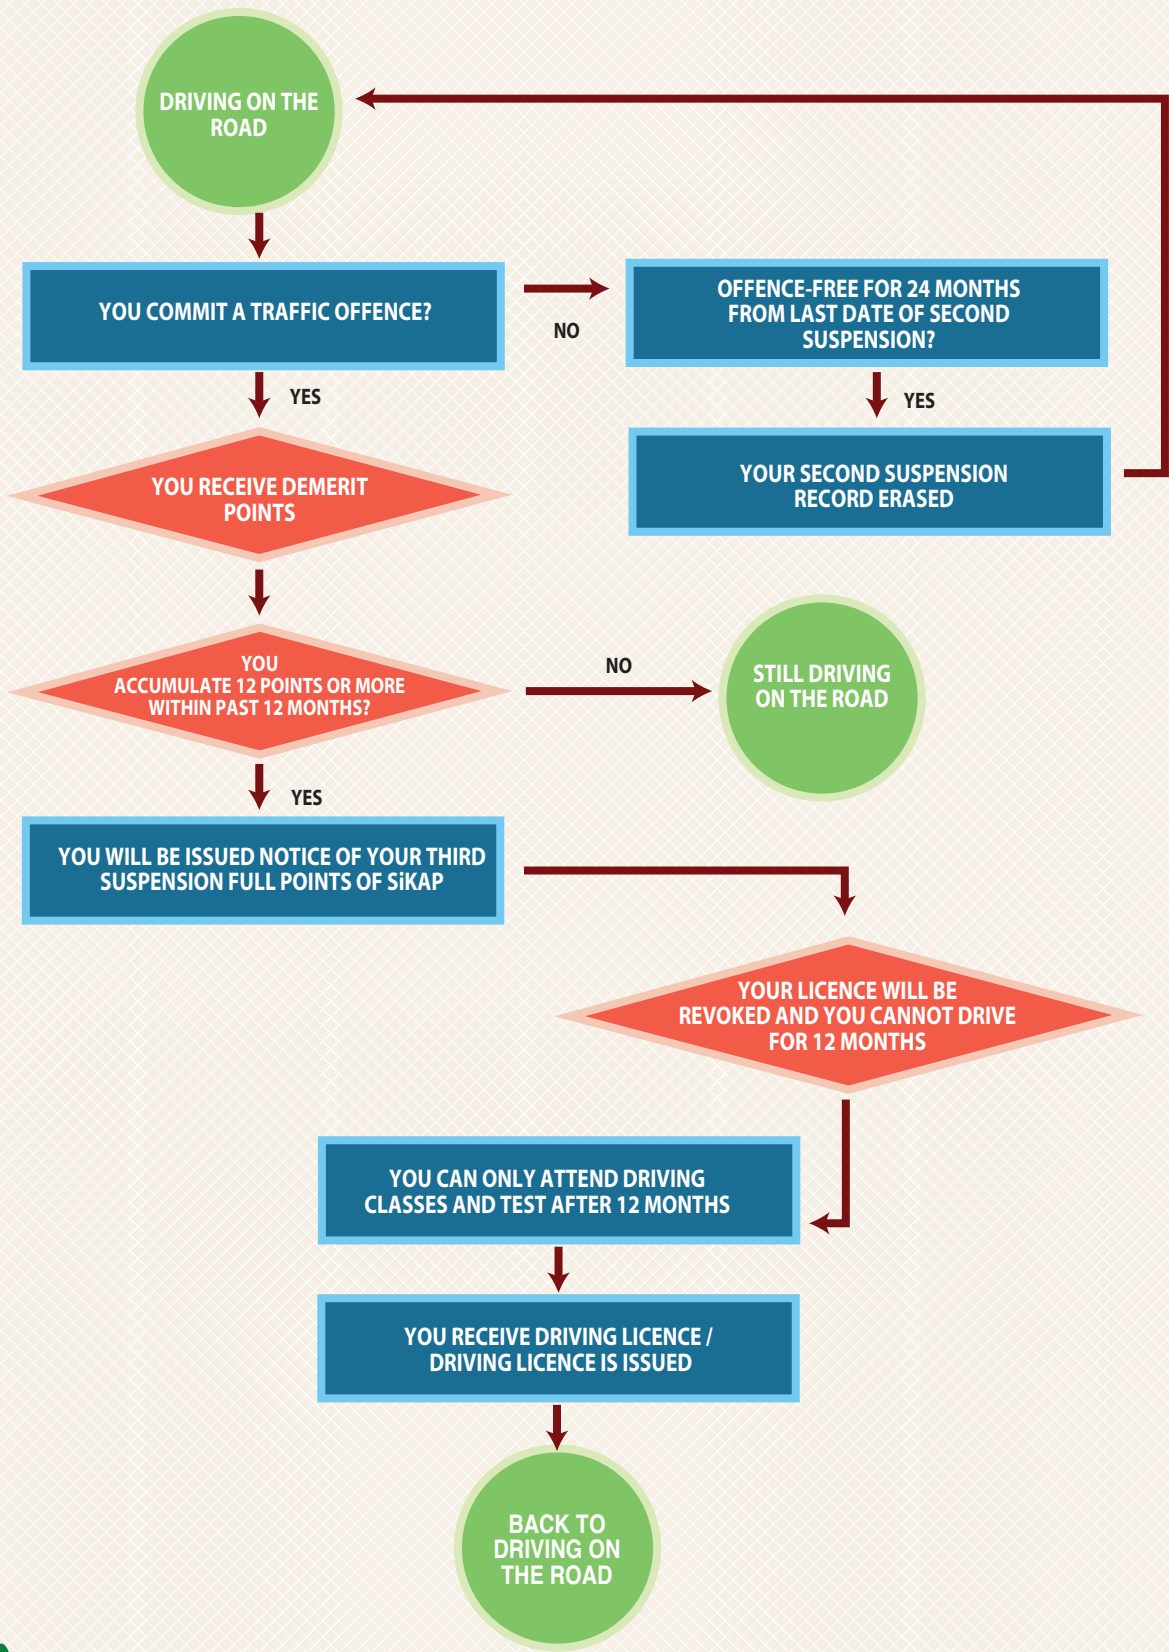 DRIVING ON THE
ROAD
YOU COMMIT A TRAFFIC OFFENCE?
NO
OFFENCE-FREE FOR 24 MONTHS
FROM LAST DATE OF SECOND
SUSPENSION?
YES
YES
YOU RECEIVE DEMERIT
POINTS
YOUR SECOND SUSPENSION
RECORD ERASED
YOU
ACCUMULATE 12 POINTS OR MORE
WITHIN PAST 12 MONTHS?
NO
STILL DRIVING
ON THE ROAD
YES
YOU WILL BE ISSUED NOTICE OF YOUR THIRD
SUSPENSION FULL POINTS OF SiKAP
YOUR LICENCE WILL BE
REVOKED AND YOU CANNOT DRIVE
FOR 12 MONTHS
YOU CAN ONLY ATTEND DRIVING
CLASSES AND TEST AFTER 12 MONTHS
YOU RECEIVE DRIVING LICENCE /
DRIVING LICENCE IS ISSUED
BACK TO
DRIVING ON
THE ROAD